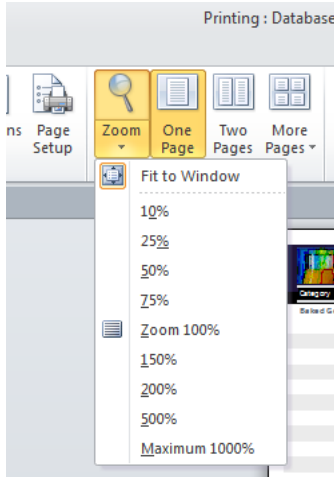 Printing : Database
ns Page Setup Zoom One Page Two Pages More Pages
Fit to Window
10%
25%
50%
75%
Zoom 100%
150%
200%
500%
Maximum 1000%
Category
Baked G